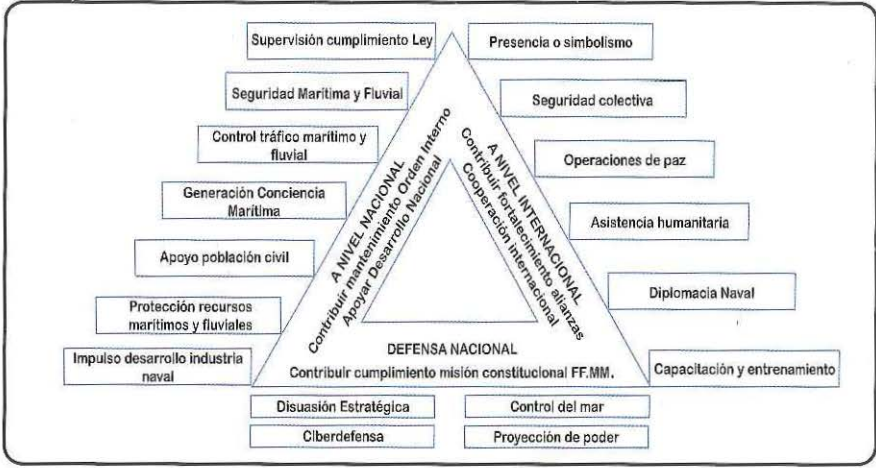 Supervisión cumplimiento Ley
Seguridad Marítima y Fluvial
Control tráfico marítimo y
fluvial
Generación Conciencia
Marítima
Apoyo población civil
Protección recursos
marítimos y fluviales
Impulso desarrollo industria
naval
A NIVEL NACIONAL
Contribuir mantenimiento Orden Interno
Apoyar Desarrollo Nacional
Presencia o simbolismo
Seguridad colectiva
Operaciones de paz
Asistencia humanitaria
Diplomacia Naval
Capacitación y entrenamiento
A NIVEL INTERNACIONAL
Contribuir fortalecimiento alianzas
Cooperación internacional
DEFENSA NACIONAL
Contribuir cumplimiento misión constitucional FF.MM.
Disuasión Estratégica
Control del mar
Ciberdefensa
Proyección de poder